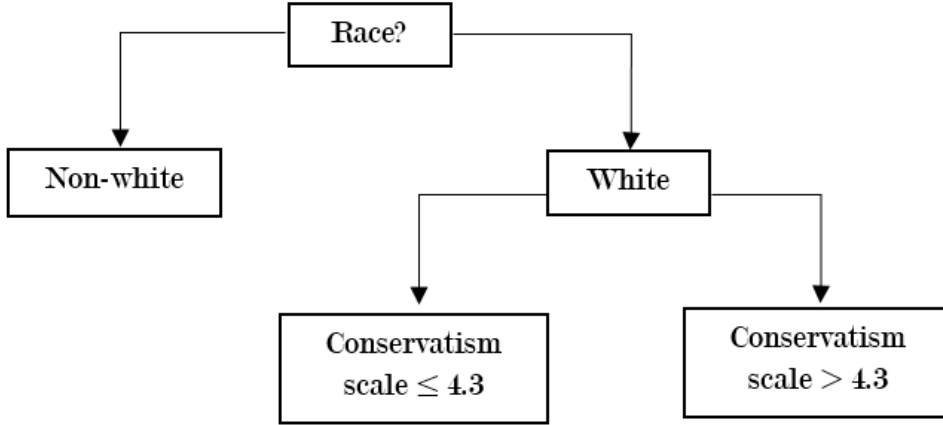 Race?
Non-white
White
Conservatism
scale ≤ 4.3
Conservatism
scale > 4.3